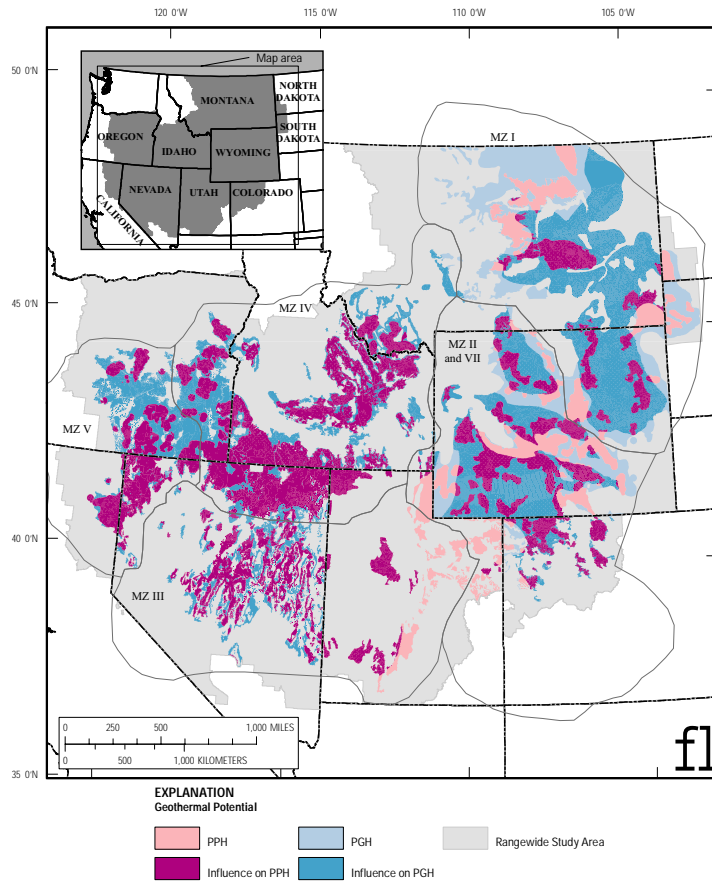 120 0'W 115 0'W 110 0'W 105 0'W
50 0'N
45 0'N
40 0'N
35 0'N
Map area
NORTH
DAKOTA
MONTANA
SOUTH
DAKOTA
OREGON
IDAHO
WYOMING
NEVADA
UTAH
COLORADO
CALIFORNIA
MZ I
MZ IV
MZ II
and VII
MZ V
MZ III
0 250 500 1,000 MILES
0 500 1,000 KILOMETERS
fl
EXPLANATION
Geothermal Potential
PPH PGH Rangewide Study Area
Influence on PPH Influence on PGH